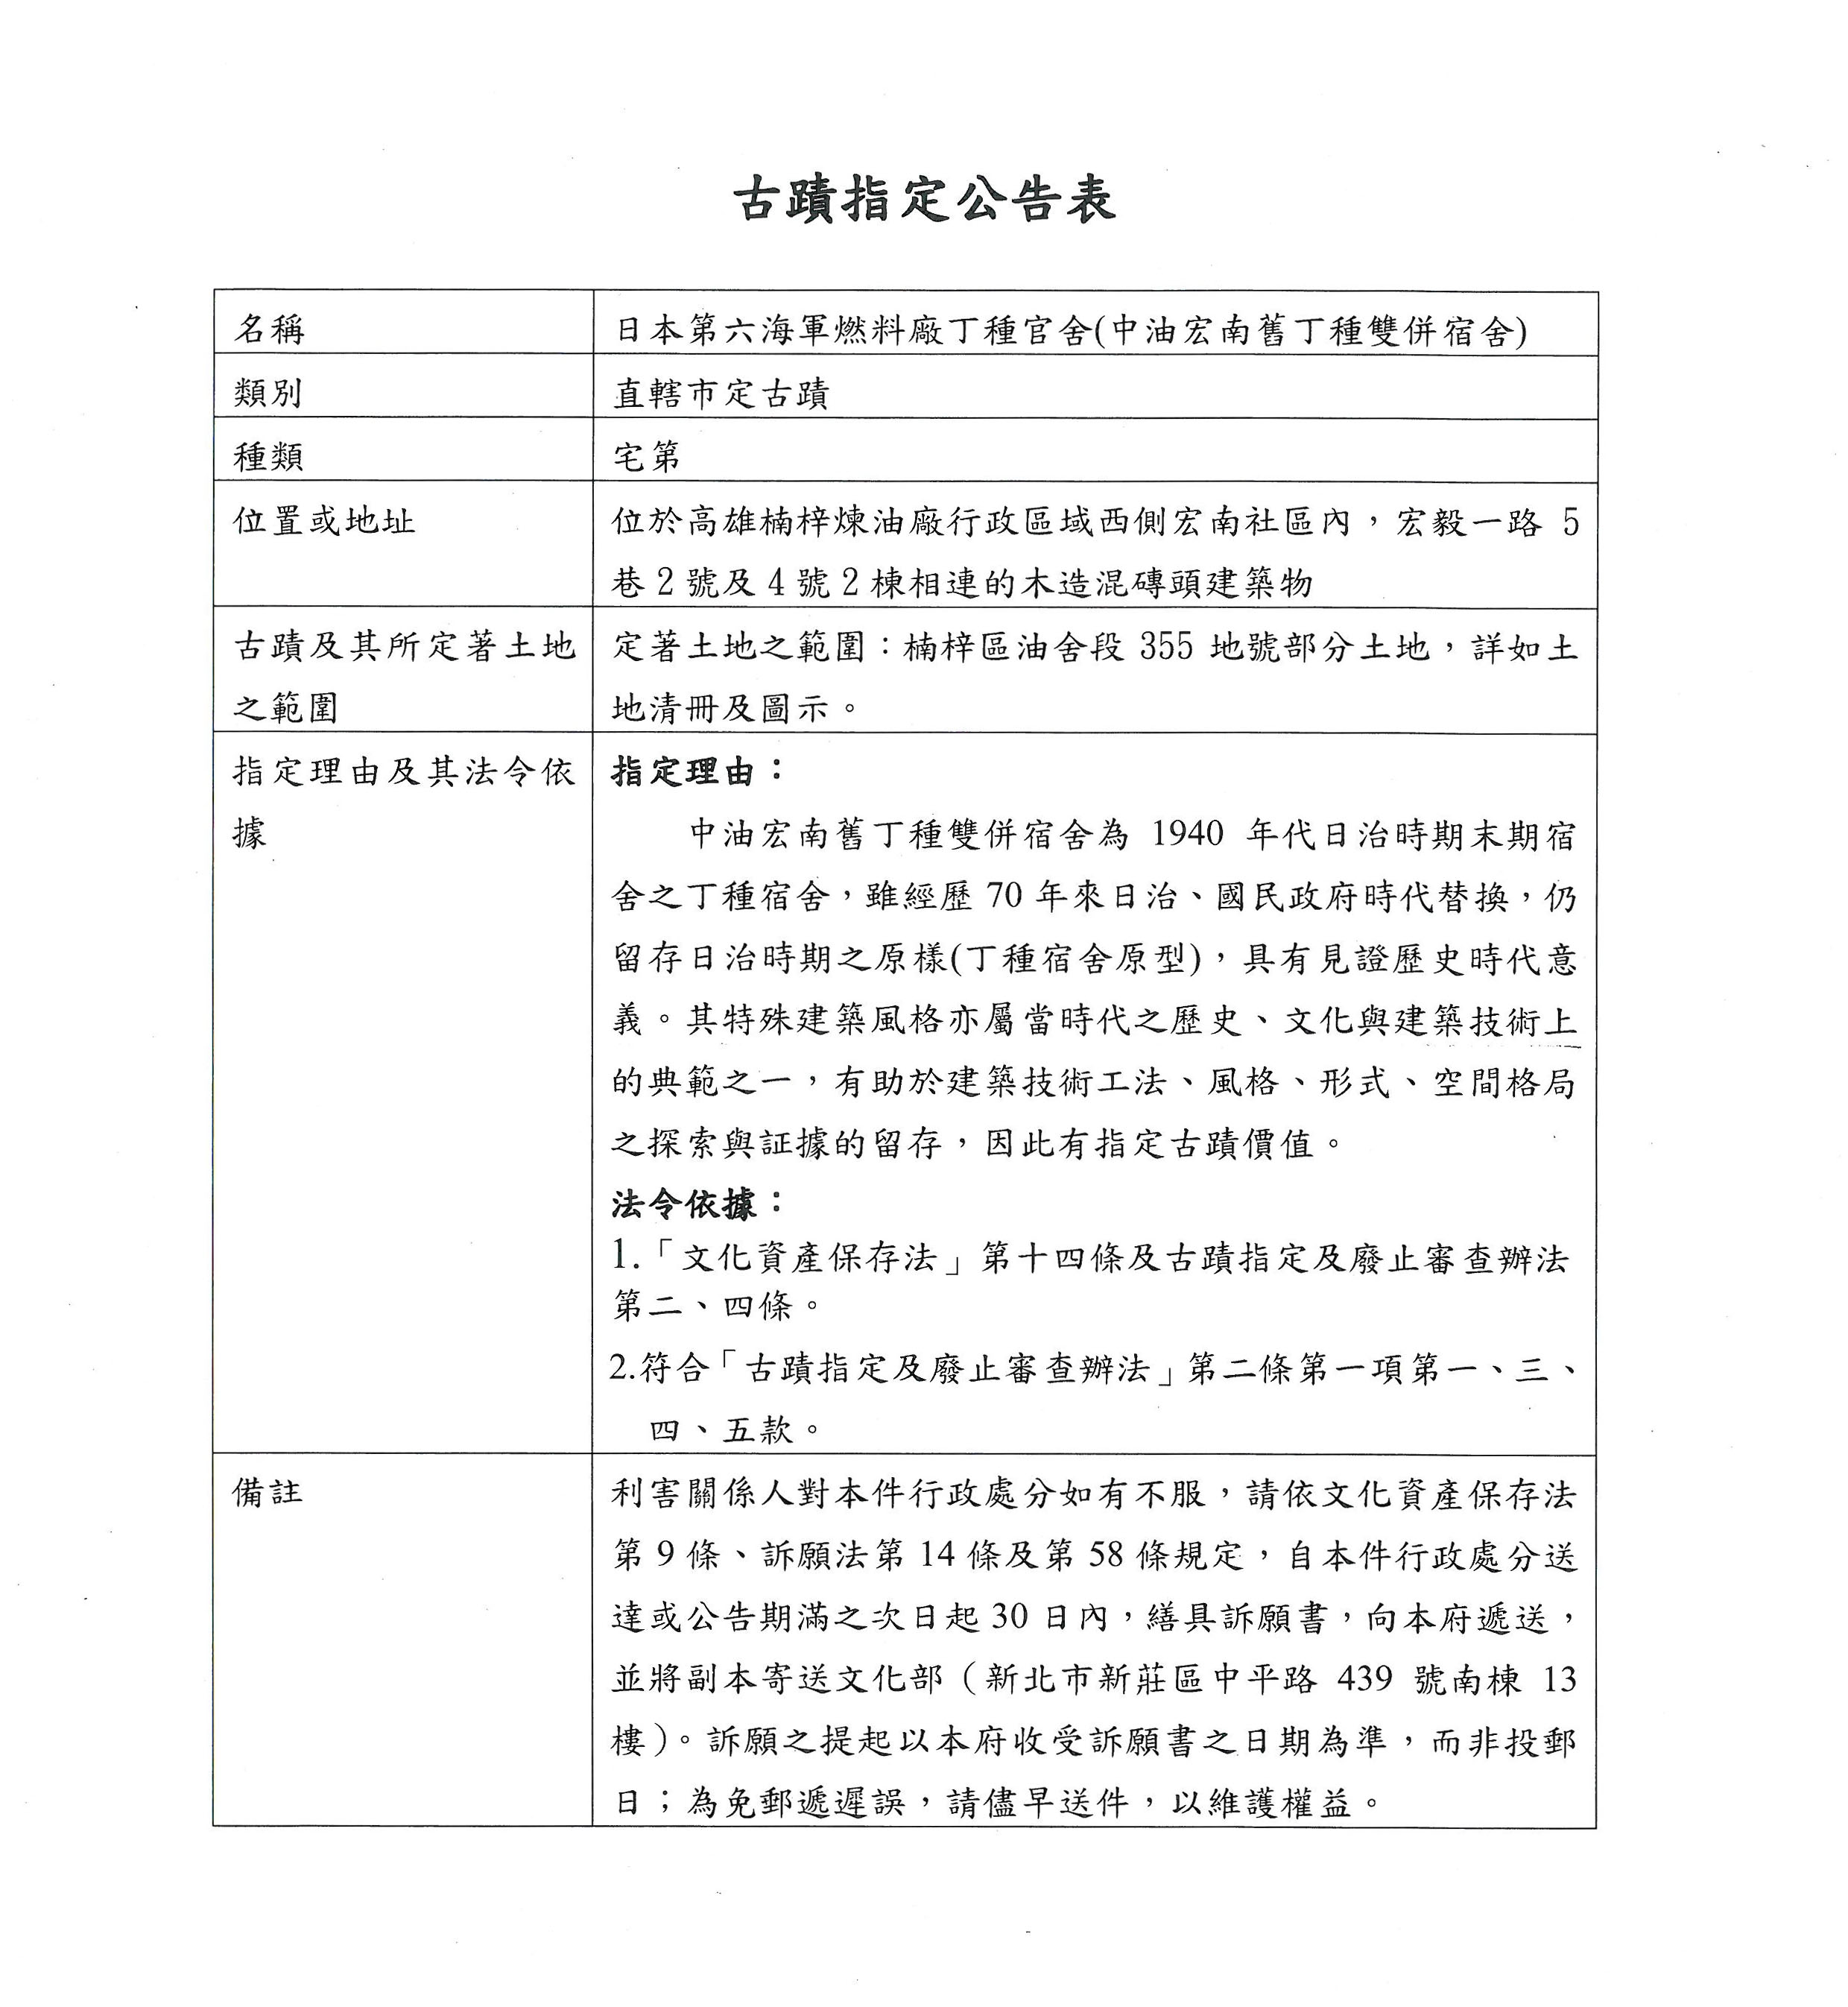 古蹟指定公告表
名稱
日本第六海軍燃料廠丁種官舍(中油宏南舊丁種雙併宿舍)
類別
直轄市定古蹟
種類
宅第
位置或地址
位於高雄楠梓煉油廠行政區域西側宏南社區內，宏毅一路 5
巷 2 號及 4 號 2 棟相連的木造混磚頭建築物
古蹟及其所定著土地
之範圍
定著土地之範圍：楠梓區油舍段 355 地號部分土地，詳如土
地清冊及圖示。
指定理由及其法令依
據
指定理由：
中油宏南舊丁種雙併宿舍為 1940 年代日治時期末期宿
舍之丁種宿舍，雖經歷 70 年來日治、國民政府時代替換，仍
留存日治時期之原樣(丁種宿舍原型)，具有見證歷史時代意
義。其特殊建築風格亦屬當時代之歷史、文化與建築技術上
的典範之一，有助於建築技術工法、風格、形式、空間格局
之探索與証據的留存，因此有指定古蹟價值。
法令依據：
1.「文化資產保存法」第十四條及古蹟指定及廢止審查辦法
第二、四條。
2.符合「古蹟指定及廢止審查辦法」第二條第一項第一、三、
四、五款。
備註
利害關係人對本件行政處分如有不服，請依文化資產保存法
第 9 條、訴願法第 14 條及第 58 條規定，自本件行政處分送
達或公告期滿之次日起 30 日內，繕具訴願書，向本府遞送，
並將副本寄送文化部（新北市新莊區中平路 439 號南棟 13
樓）。訴願之提起以本府收受訴願書之日期為準，而非投郵
日；為免郵遞遲誤，請儘早送件，以維護權益。